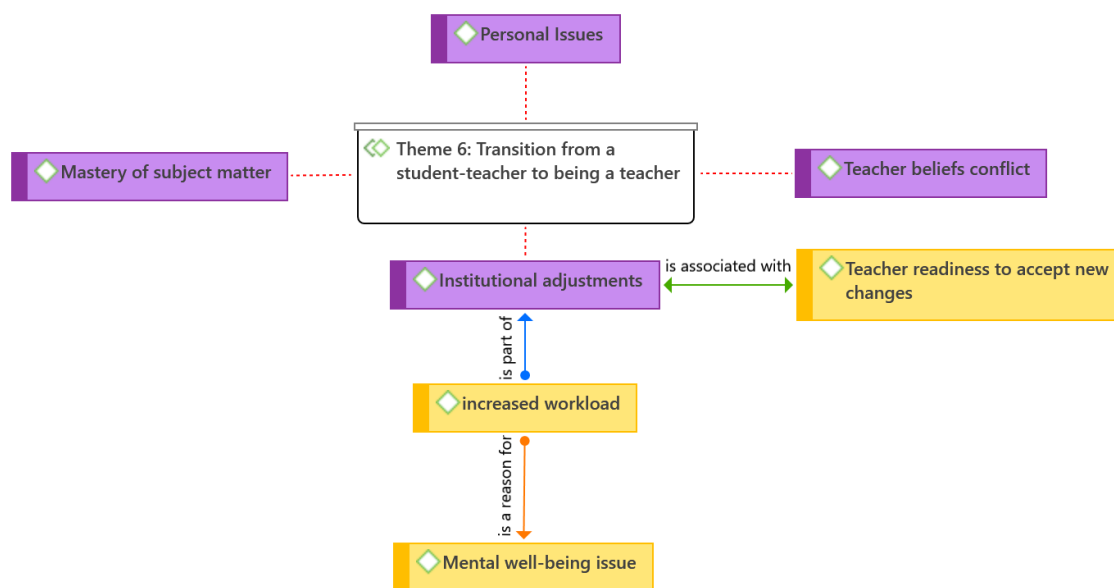 Personal Issues
Theme 6: Transition from a
student-teacher to being a teacher
Mastery of subject matter
Teacher beliefs conflict
Institutional adjustments
is associated with
Teacher readiness to accept new
changes
is part of
increased workload
is a reason for
Mental well-being issue